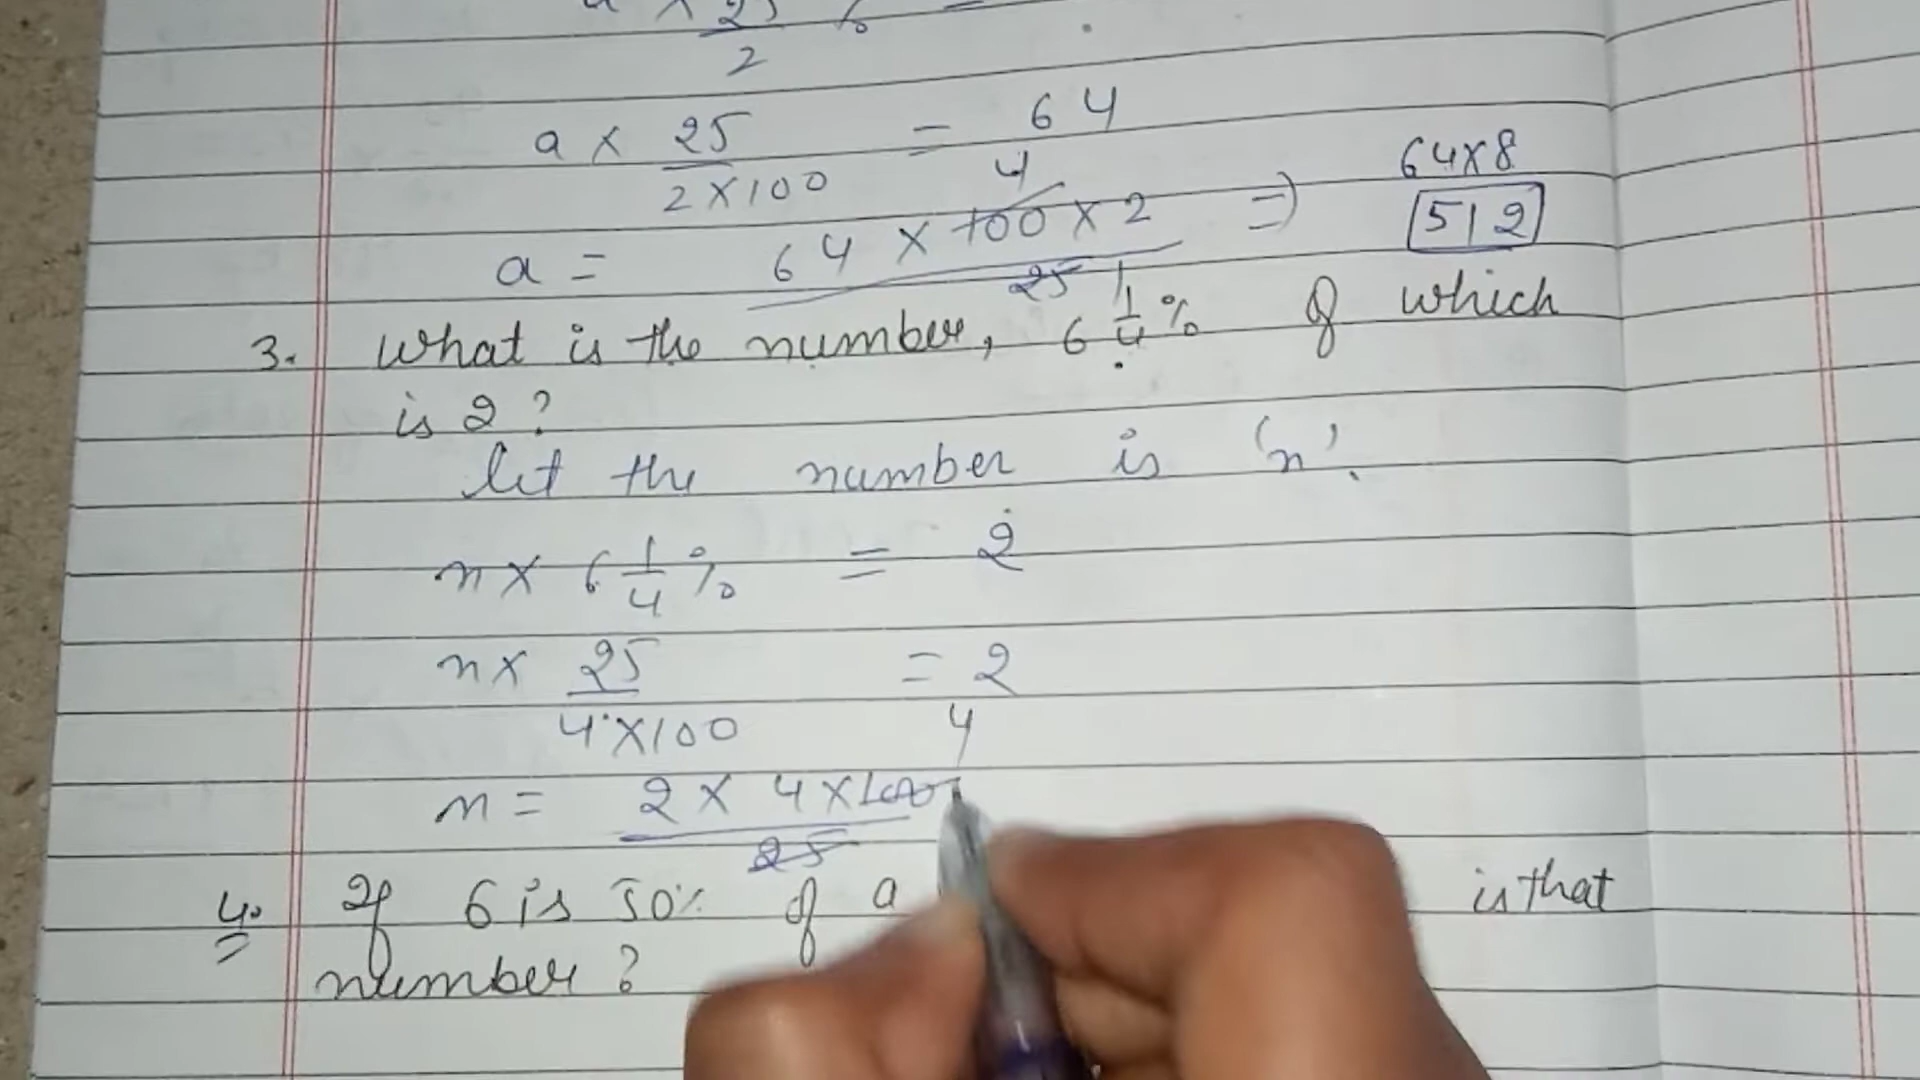 2
a × 25 = 64
2×100
4
64×8
a = 64 × 100 × 2 ⇒ 512
25
3. What is the number, 6 1/4 % of which
is 2?
let the number is 'n'.
n × 6 1/4 % = 2
n × 25 = 2
4×100
4
n = 2 × 4 × 100
25
4. If 6 is 50% of a is that
number?